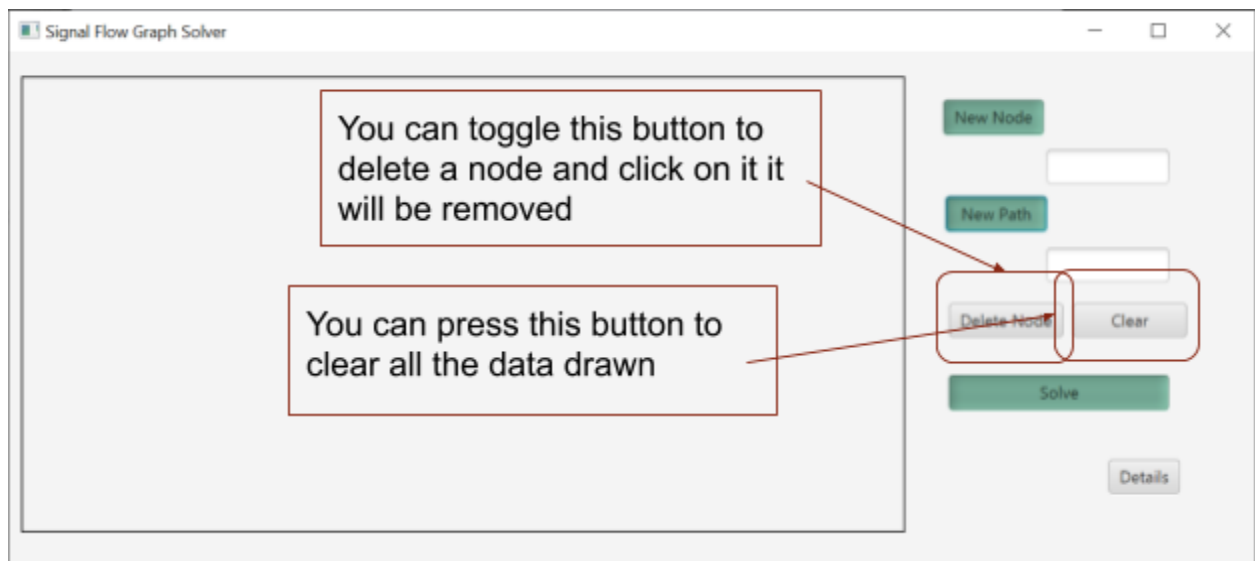 Signal Flow Graph Solver
You can toggle this button to
delete a node and click on it it
will be removed
New Node
New Path
You can press this button to
clear all the data drawn
Delete Node
Clear
Solve
Details